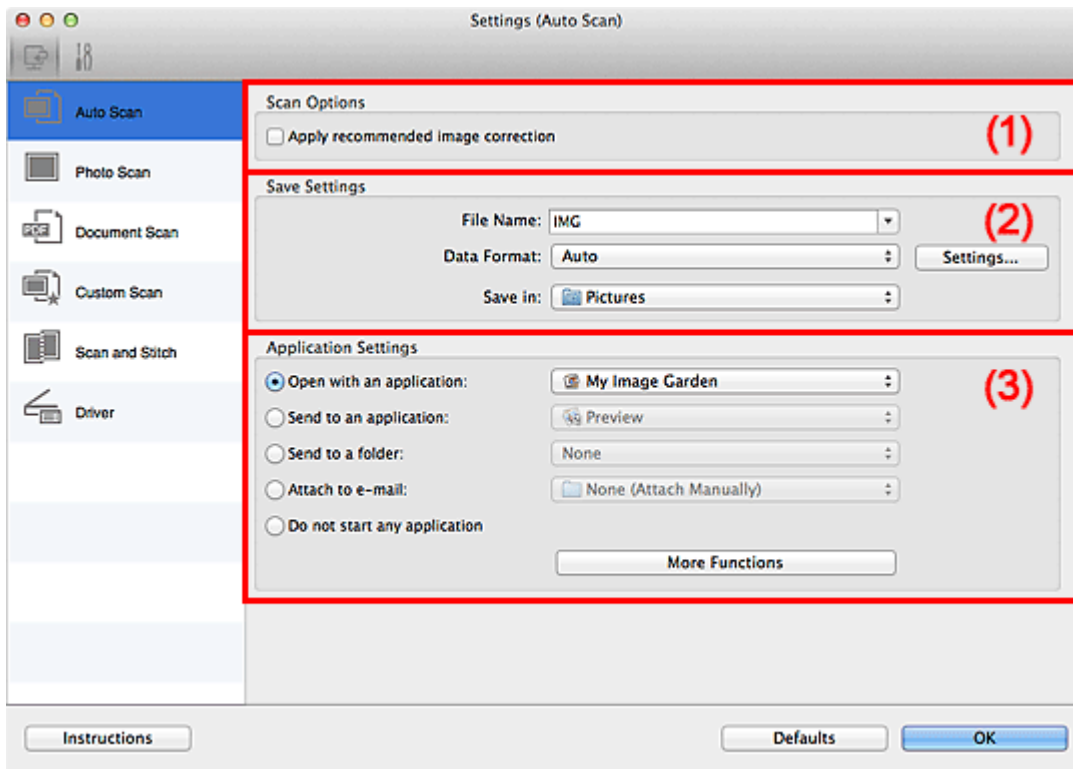 Settings (Auto Scan)
Auto Scan
Photo Scan
PDF
Document Scan
Custom Scan
Scan and Stitch
Driver
Scan Options
Apply recommended image correction
(1)
Save Settings
(2)
File Name: IMG
Data Format: Auto
Settings...
Save in: Pictures
Application Settings
(3)
Open with an application: My Image Garden
Send to an application: Preview
Send to a folder: None
Attach to e-mail: None (Attach Manually)
Do not start any application
More Functions
Instructions
Defaults
OK